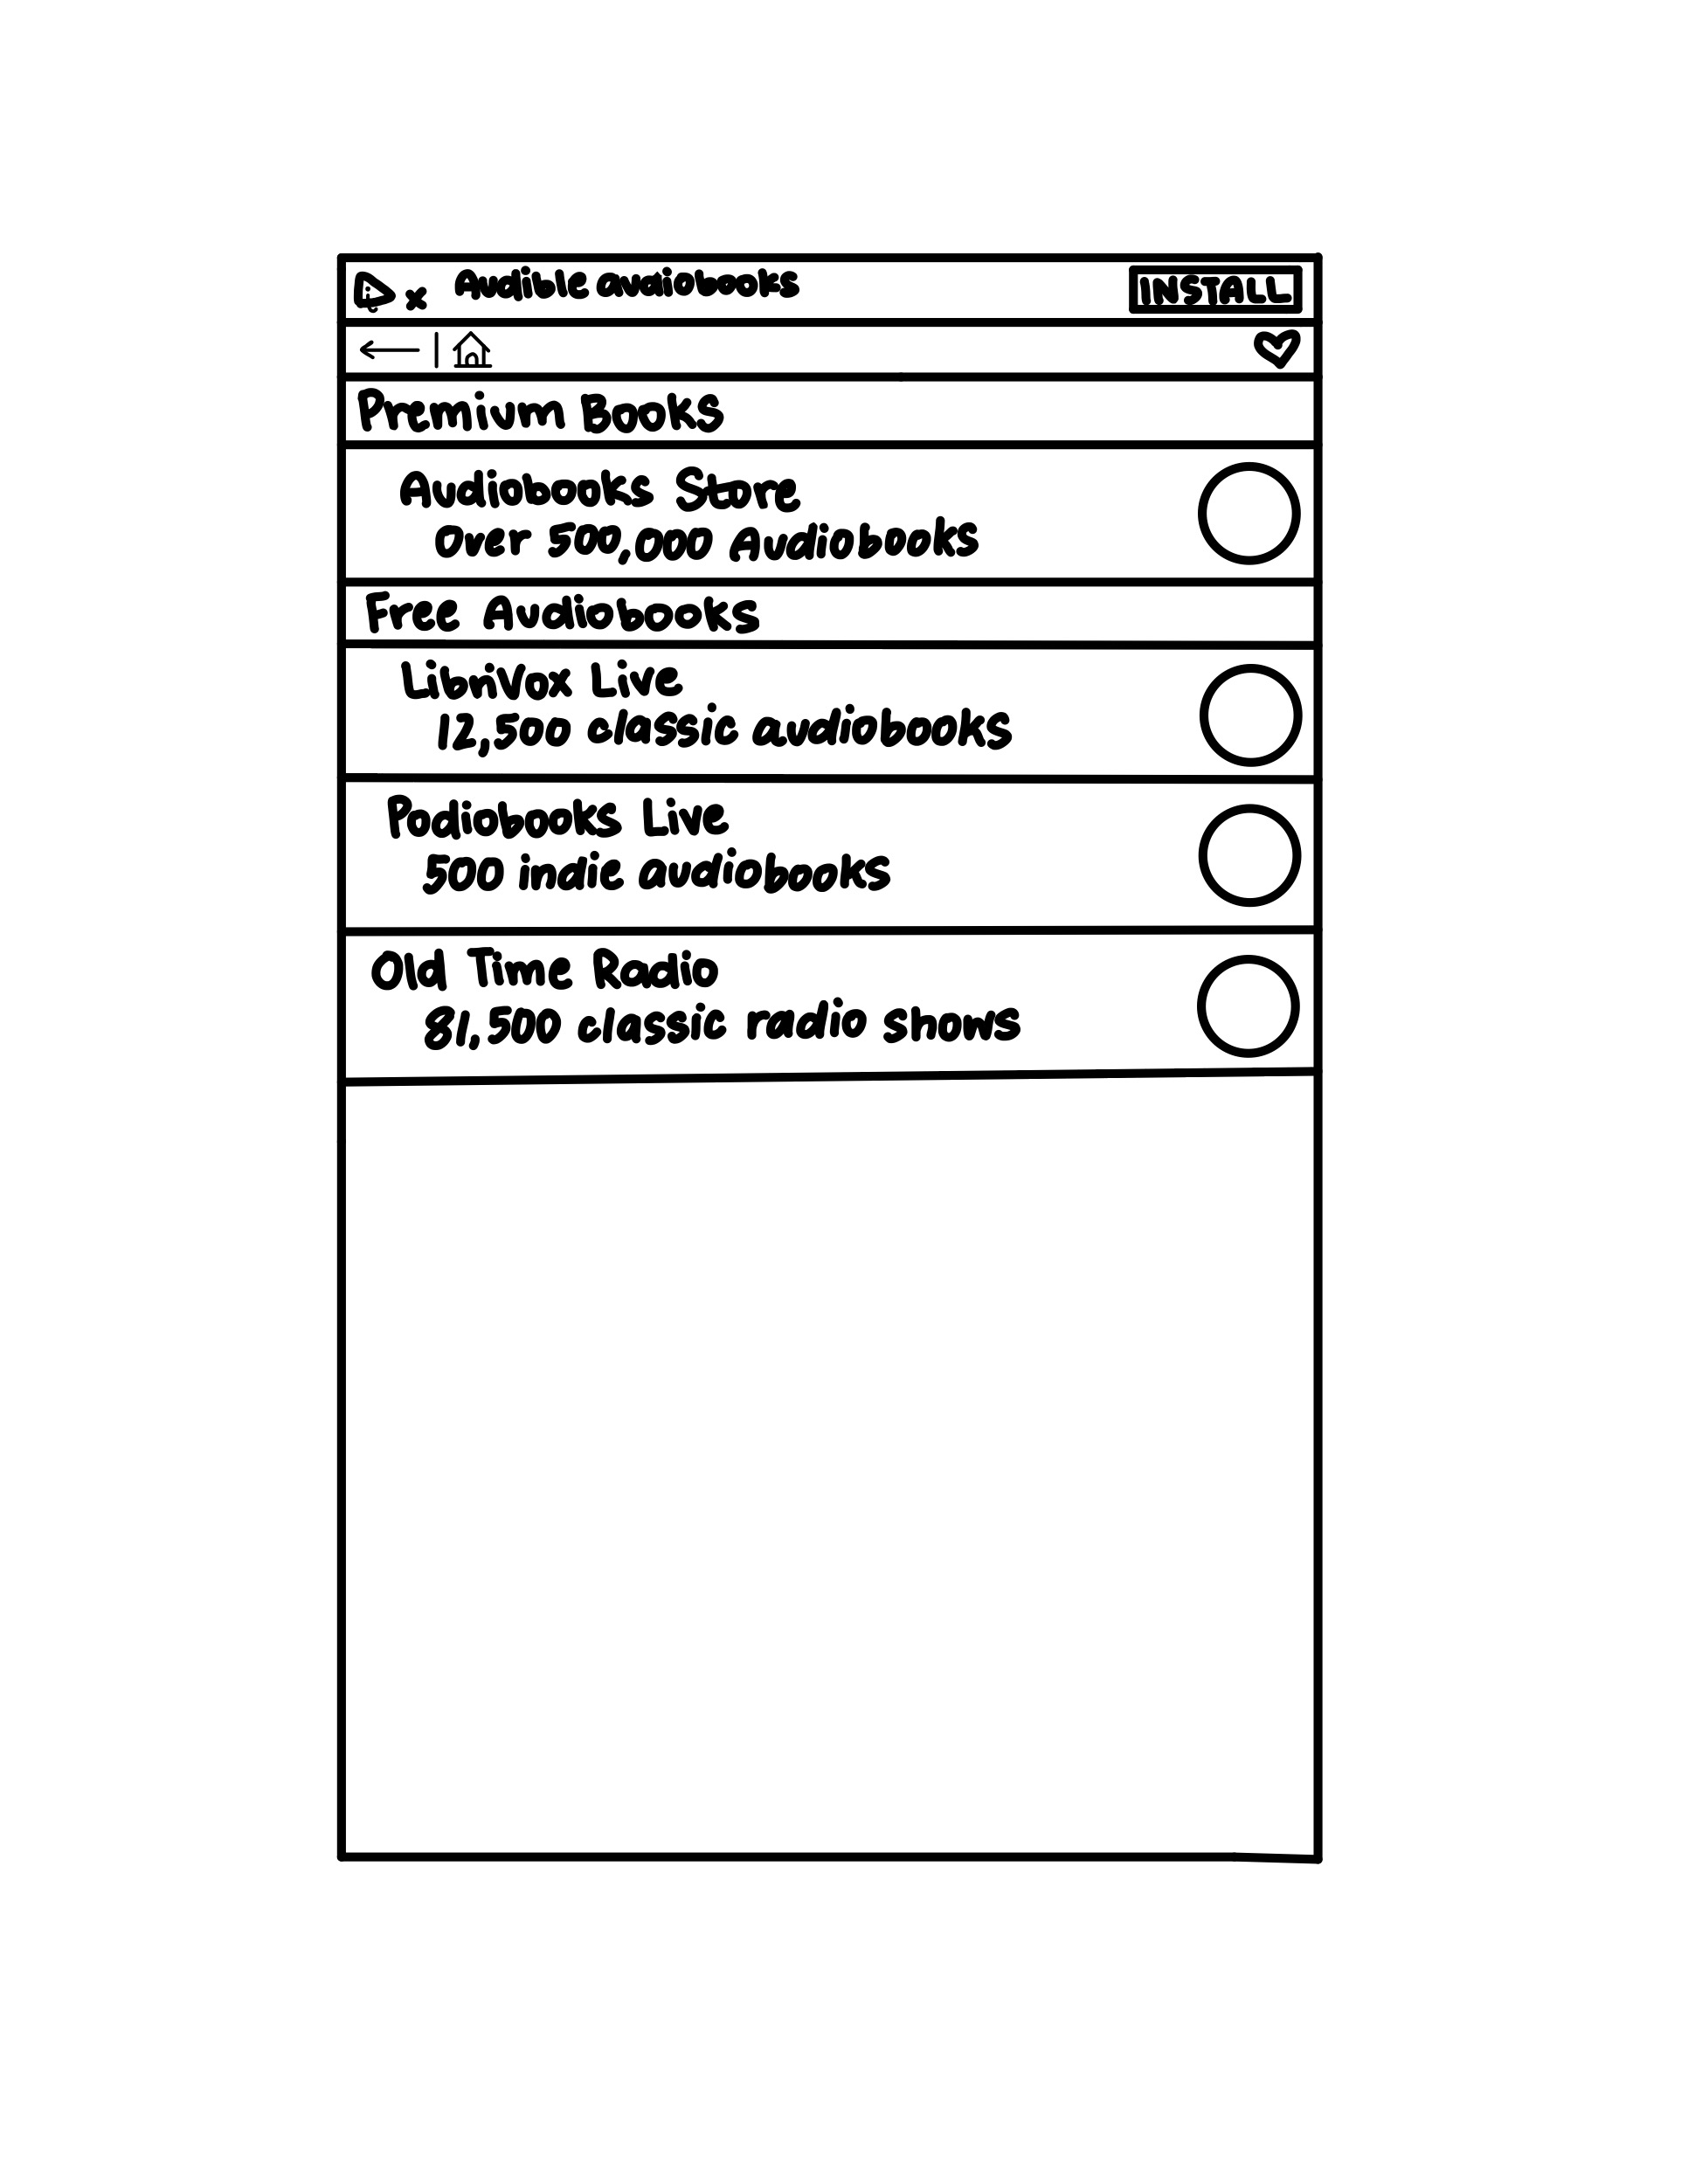 x Audible audiobooks
INSTALL
Premium Books
Audiobooks Store
Over 500,000 Audiobooks
Free Audiobooks
LibriVox Live
12,500 classic audiobooks
Podiobooks Live
500 indie audiobooks
Old Time Radio
81,500 classic radio shows